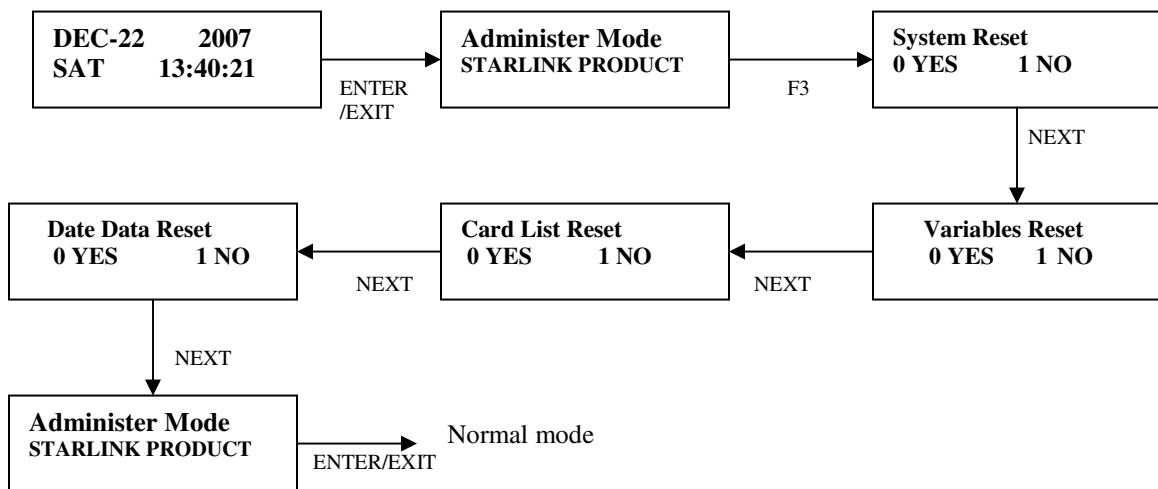 DEC-22 2007
SAT 13:40:21
ENTER
/EXIT
Administer Mode
STARLINK PRODUCT
F3
System Reset
0 YES 1 NO
NEXT
Variables Reset
0 YES 1 NO
NEXT
Card List Reset
0 YES 1 NO
NEXT
Date Data Reset
0 YES 1 NO
NEXT
Administer Mode
STARLINK PRODUCT
ENTER/EXIT
Normal mode